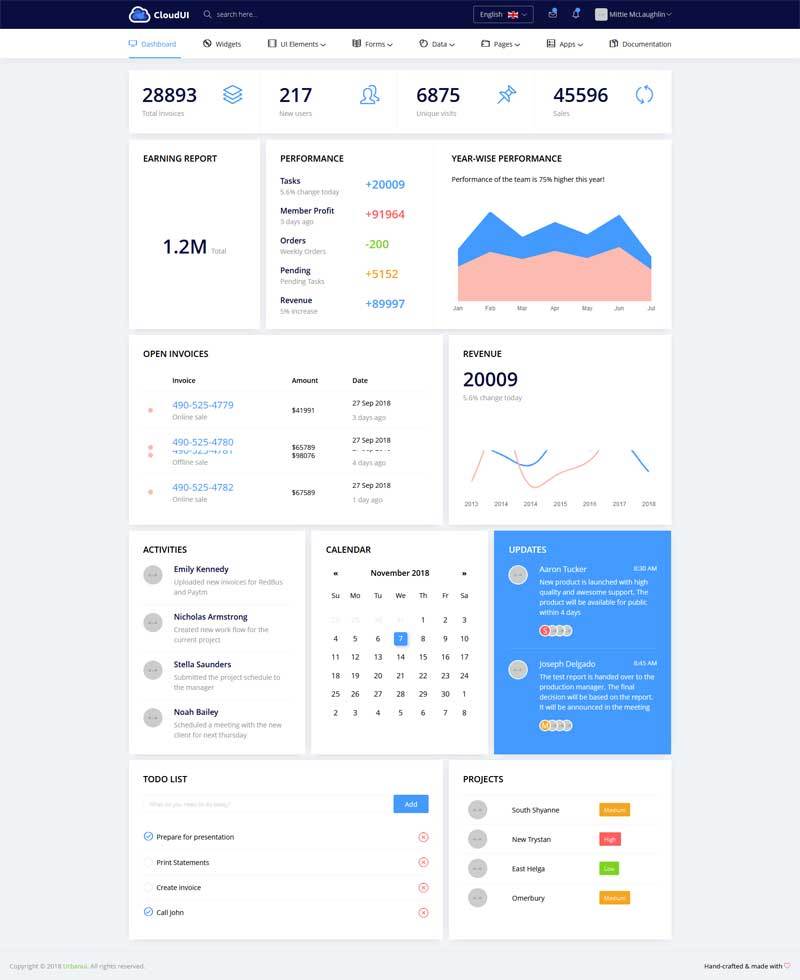 CloudUI
search here...
English
Mittie McLaughlin
Dashboard
Widgets
UI Elements
Forms
Data
Pages
Apps
Documentation
28893
Total Invoices
217
New users
6875
Unique visits
45596
Sales
EARNING REPORT
1.2M Total
PERFORMANCE
Tasks
5.6% change today
+20009
Member Profit
3 days ago
+91964
Orders
Weekly Orders
-200
Pending
Pending Tasks
+5152
Revenue
5% increase
+89997
YEAR-WISE PERFORMANCE
Performance of the team is 75% higher this year!
Jan Feb Mar Apr May Jun Jul
OPEN INVOICES
Invoice Amount Date
490-525-4779
Online sale
$41991
27 Sep 2018
3 days ago
490-525-4780
$65789
27 Sep 2018
490-525-4781
Offline sale
$98076
4 days ago
490-525-4782
Online sale
$67589
27 Sep 2018
1 day ago
REVENUE
20009
5.6% change today
2013 2014 2014 2015 2016 2017 2018
ACTIVITIES
Emily Kennedy
Uploaded new invoices for RedBus
and Paytm
Nicholas Armstrong
Created new work flow for the
current project
Stella Saunders
Submitted the project schedule to
the manager
Noah Bailey
Scheduled a meeting with the new
client for next thursday
CALENDAR
« November 2018 »
Su Mo Tu We Th Fr Sa
1 2 3
4 5 6 7 8 9 10
11 12 13 14 15 16 17
18 19 20 21 22 23 24
25 26 27 28 29 30 1
2 3 4 5 6 7 8
UPDATES
Aaron Tucker 8:30 AM
New product is launched with high
quality and awesome support. The
product will be available for public
within 4 days
S
Joseph Delgado 8:45 AM
The test report is handed over to the
production manager. The final
decision will be based on the report.
It will be announced in the meeting
TODO LIST
What do you need to do today?
Add
Prepare for presentation
Print Statements
Create invoice
Call John
PROJECTS
South Shyanne Medium
New Trystan High
East Helga Low
Omerbury Medium
Copyright © 2018 Urbanui. All rights reserved.
Hand-crafted & made with